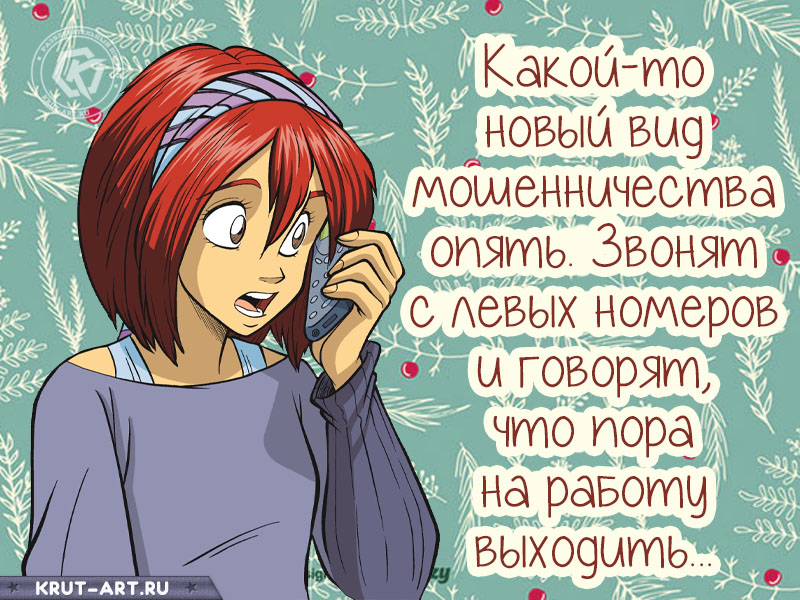 Какой-то
новый вид
мошенничества
опять. Звонят
с левых номеров
и говорят,
что пора
на работу
выходить...
KRUT-ART.RU